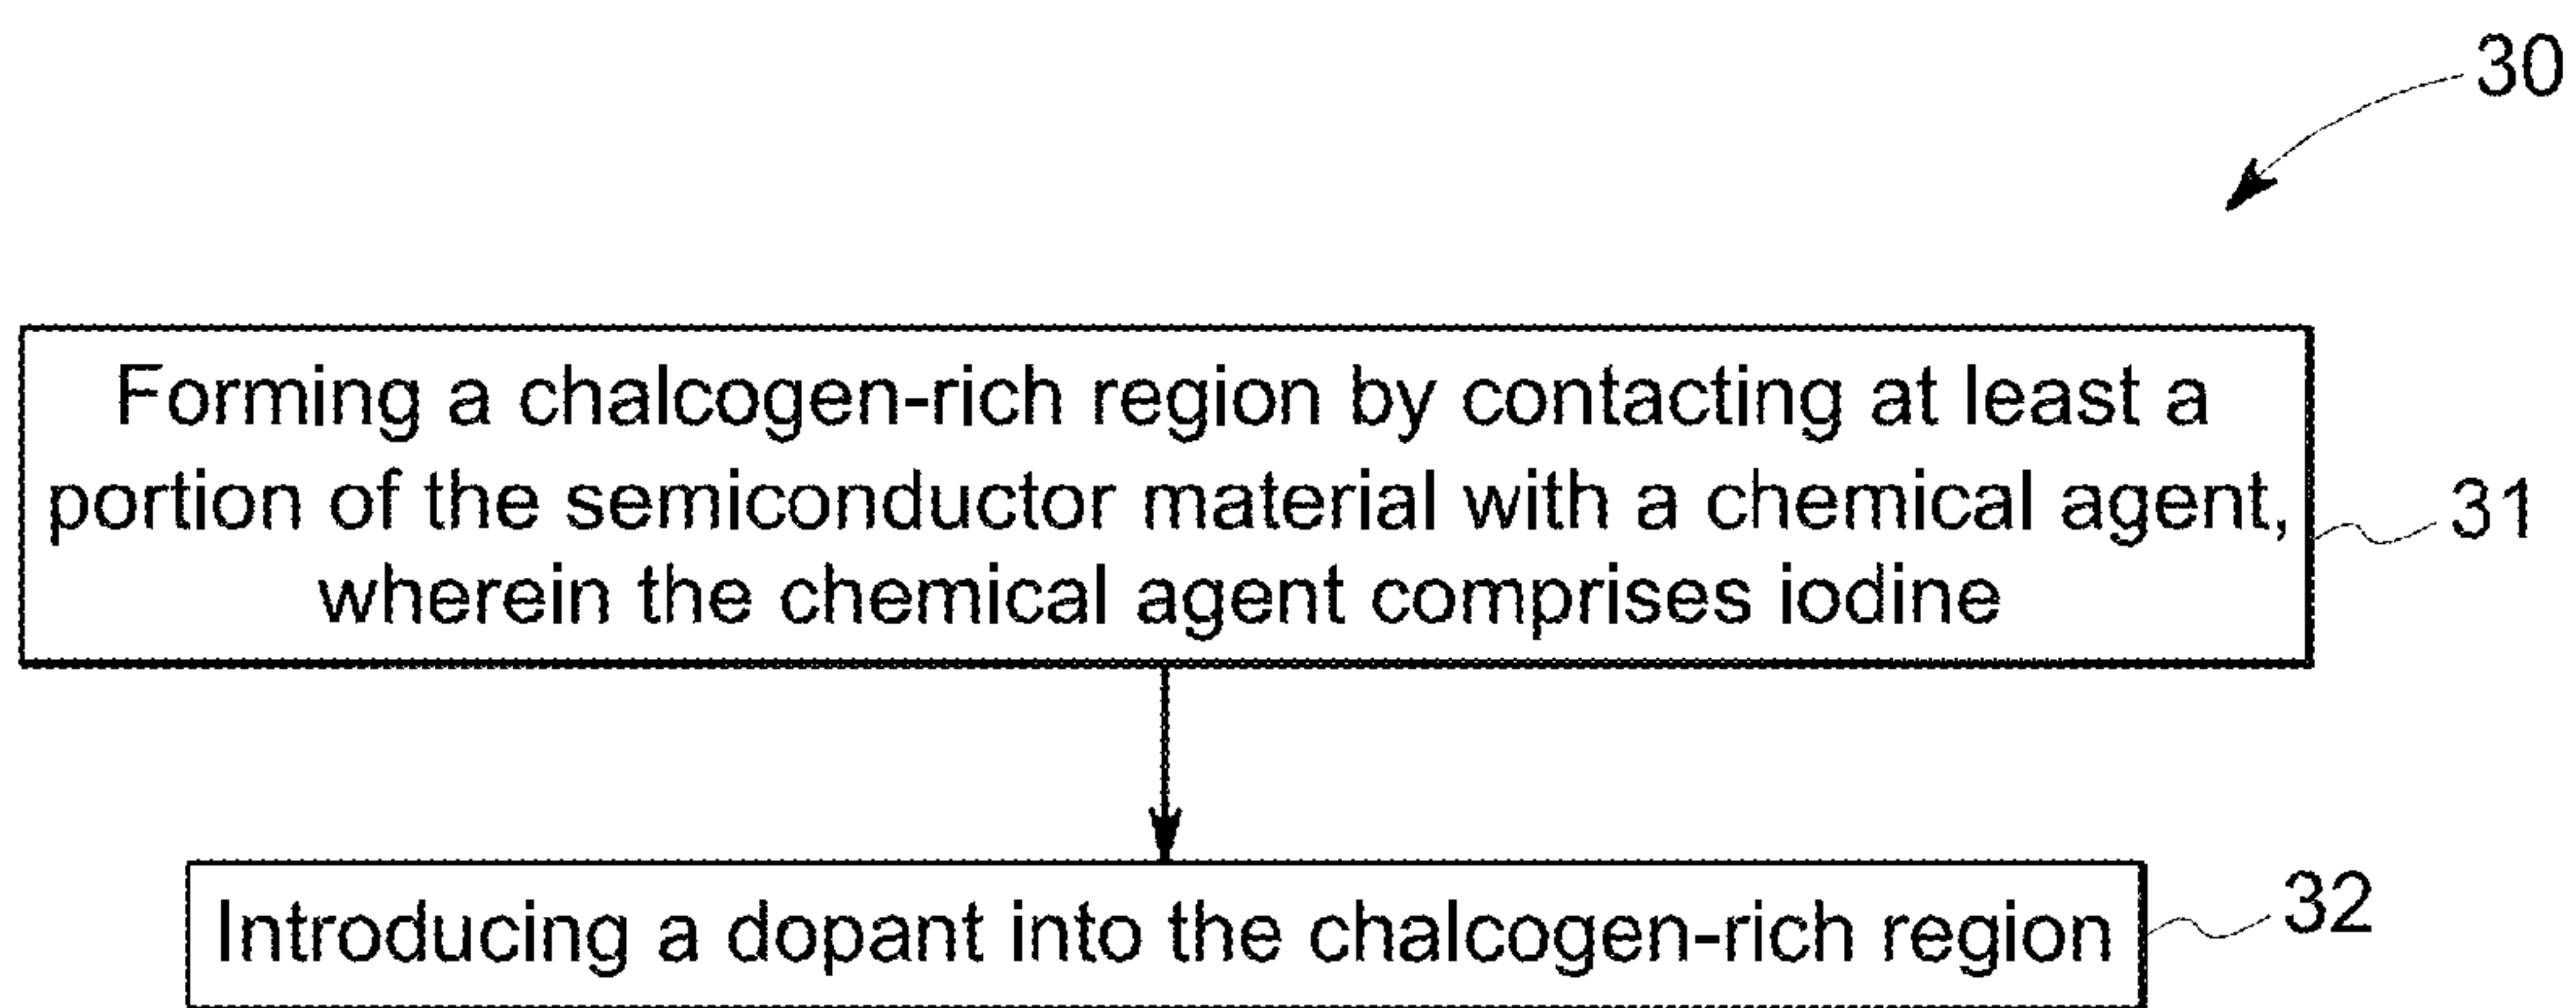 30
Forming a chalcogen-rich region by contacting at least a
portion of the semiconductor material with a chemical agent,
wherein the chemical agent comprises iodine
31
Introducing a dopant into the chalcogen-rich region
32